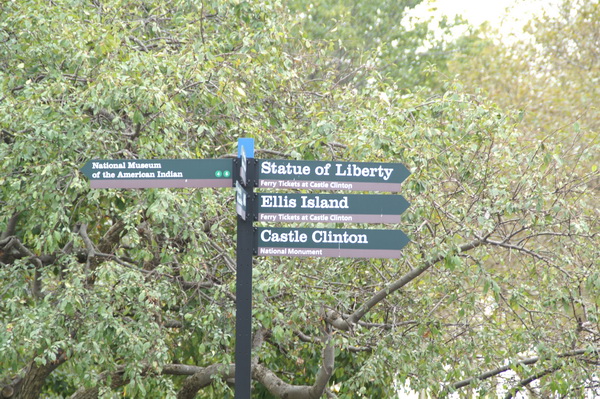 National Museum
of the American Indian
Statue of Liberty
Ferry Tickets at Castle Clinton
Ellis Island
Ferry Tickets at Castle Clinton
Castle Clinton
National Monument